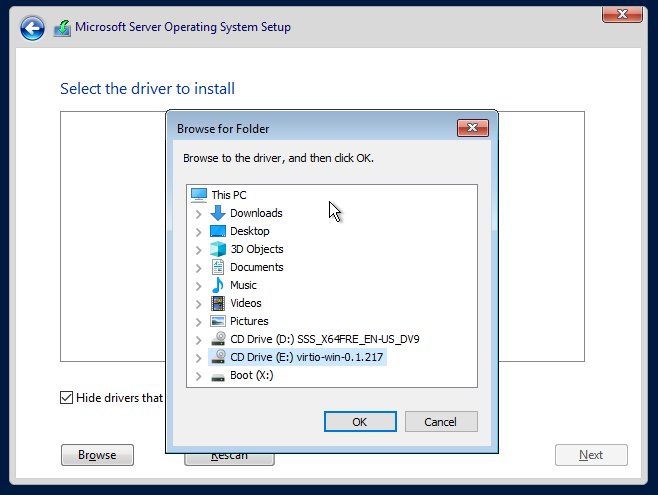 Microsoft Server Operating System Setup
Select the driver to install
Browse for Folder
Browse to the driver, and then click OK.
This PC
Downloads
Desktop
3D Objects
Documents
Music
Videos
Pictures
CD Drive (D:) SSS_X64FRE_EN-US_DV9
CD Drive (E:) virtio-win-0.1.217
Boot (X:)
Hide drivers that
OK
Cancel
Browse
Rescan
Next